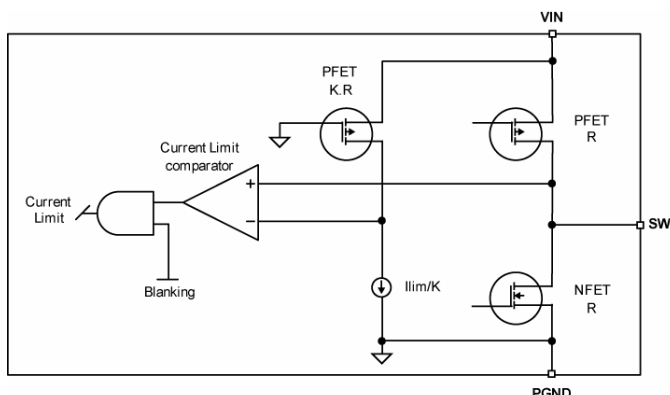 VIN
PFET
K.R
PFET
R
Current Limit
comparator
+
−
Current
Limit
SW
Blanking
Ilim/K
NFET
R
PGND